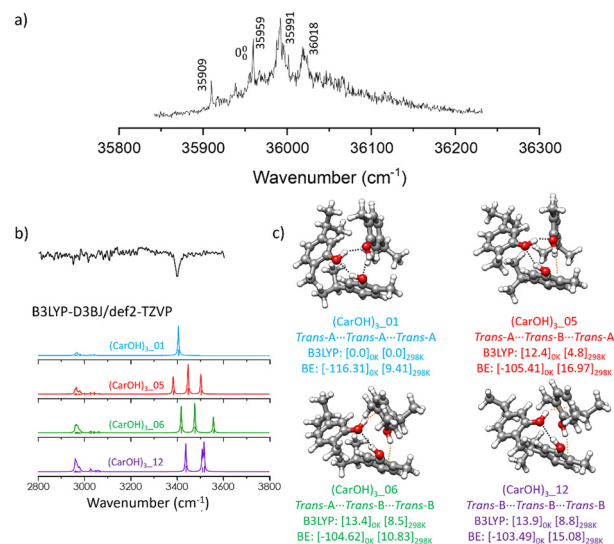 a)
35909
0⁰₀
35959
35991
36018
35800 35900 36000 36100 36200 36300
Wavenumber (cm⁻¹)
b)
B3LYP-D3BJ/def2-TZVP
(CarOH)₃_01
(CarOH)₃_05
(CarOH)₃_06
(CarOH)₃_12
2800 3000 3200 3400 3600 3800
Wavenumber (cm⁻¹)
c)
(CarOH)₃_01
Trans-A···Trans-A···Trans-A
B3LYP: [0.0]₀K [0.0]₂₉₈K
BE: [-116.31]₀K [9.41]₂₉₈K
(CarOH)₃_05
Trans-A···Trans-B···Trans-A
B3LYP: [12.4]₀K [4.8]₂₉₈K
BE: [-105.41]₀K [16.97]₂₉₈K
(CarOH)₃_06
Trans-A···Trans-B···Trans-B
B3LYP: [13.4]₀K [8.5]₂₉₈K
BE: [-104.62]₀K [10.83]₂₉₈K
(CarOH)₃_12
Trans-B···Trans-B···Trans-B
B3LYP: [13.9]₀K [8.8]₂₉₈K
BE: [-103.49]₀K [15.08]₂₉₈K